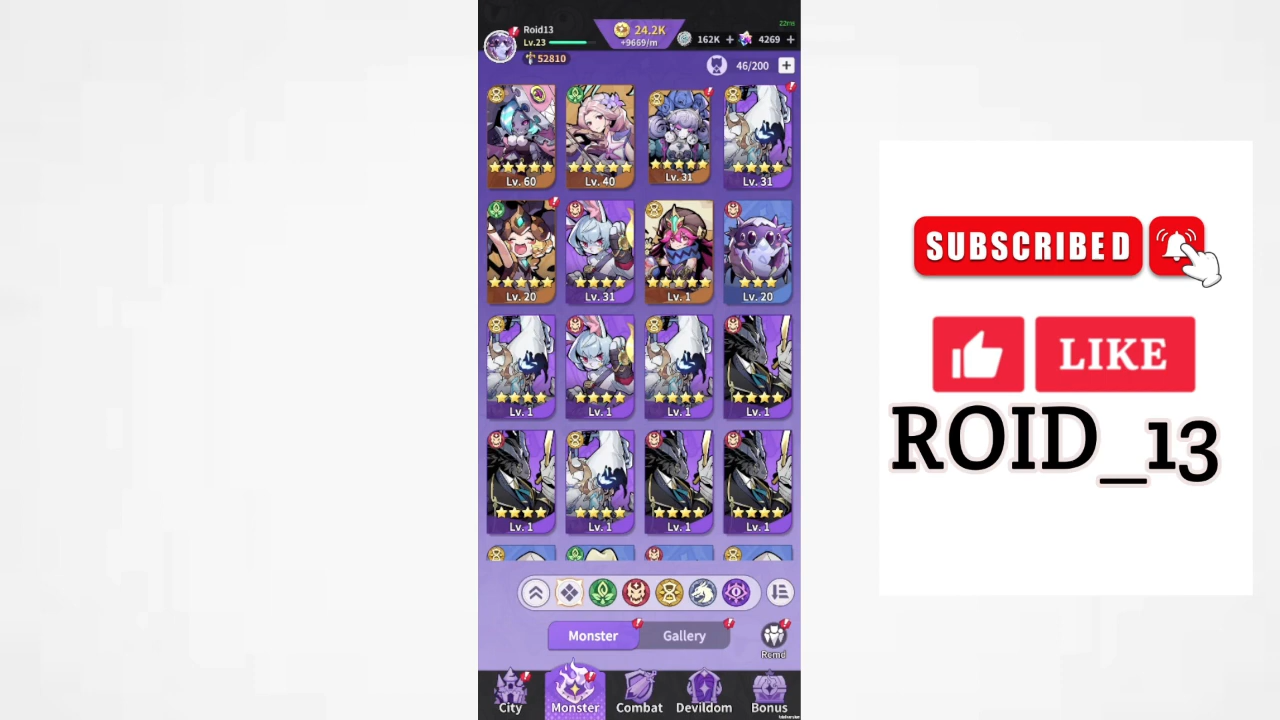 22ms
Roid13
24.2K
Lv.23
+9669/m
162K
4269
52810
46/200
Lv. 60
Lv. 40
Lv. 31
Lv. 31
Lv. 20
Lv. 31
Lv. 1
Lv. 20
Lv. 1
Lv. 1
Lv. 1
Lv. 1
Lv. 1
Lv. 1
Lv. 1
Lv. 1
Monster
Gallery
Rcmd
City
Monster
Combat
Devildom
Bonus
SUBSCRIBED
LIKE
ROID_13